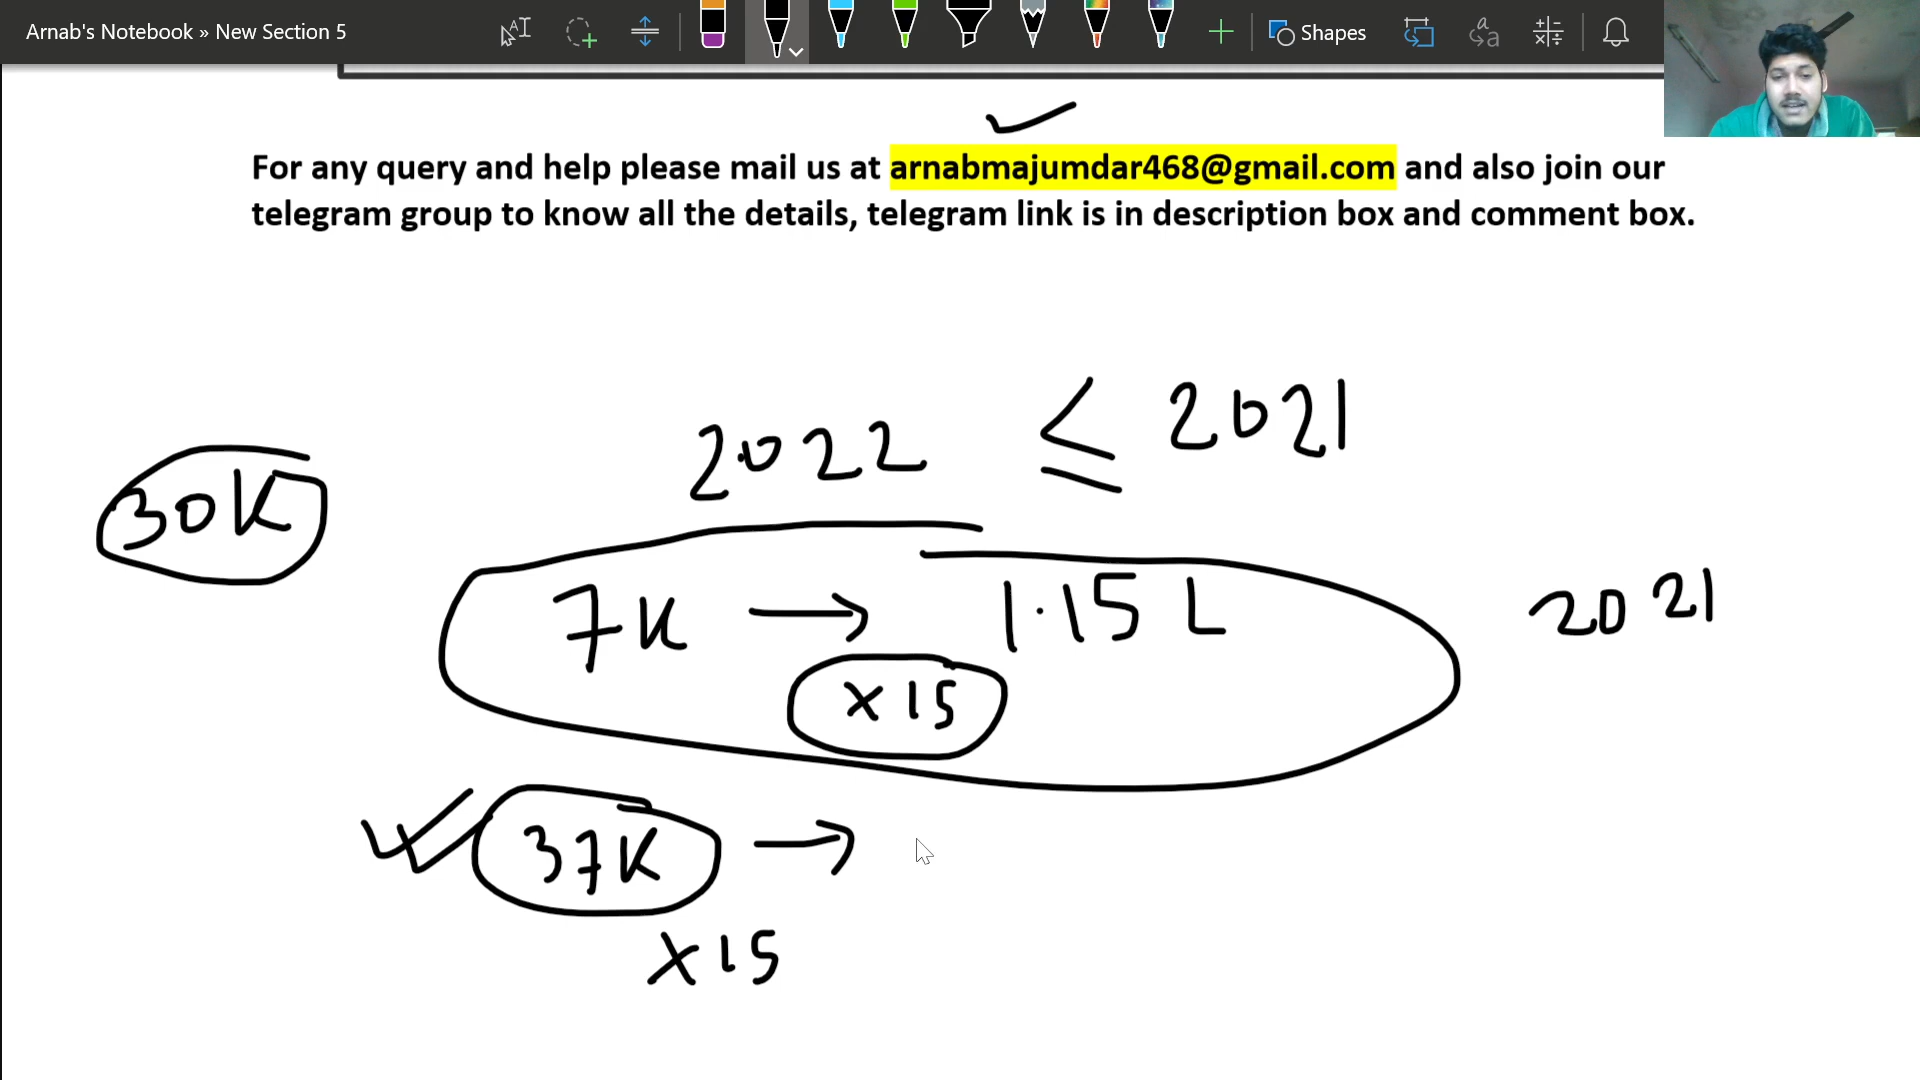 Arnab's Notebook » New Section 5
Shapes
For any query and help please mail us at arnabmajumdar468@gmail.com and also join our
telegram group to know all the details, telegram link is in description box and comment box.
2022 ≤ 2021
30K
7K → 1.15 L
2021
x 15
37K →
x 15